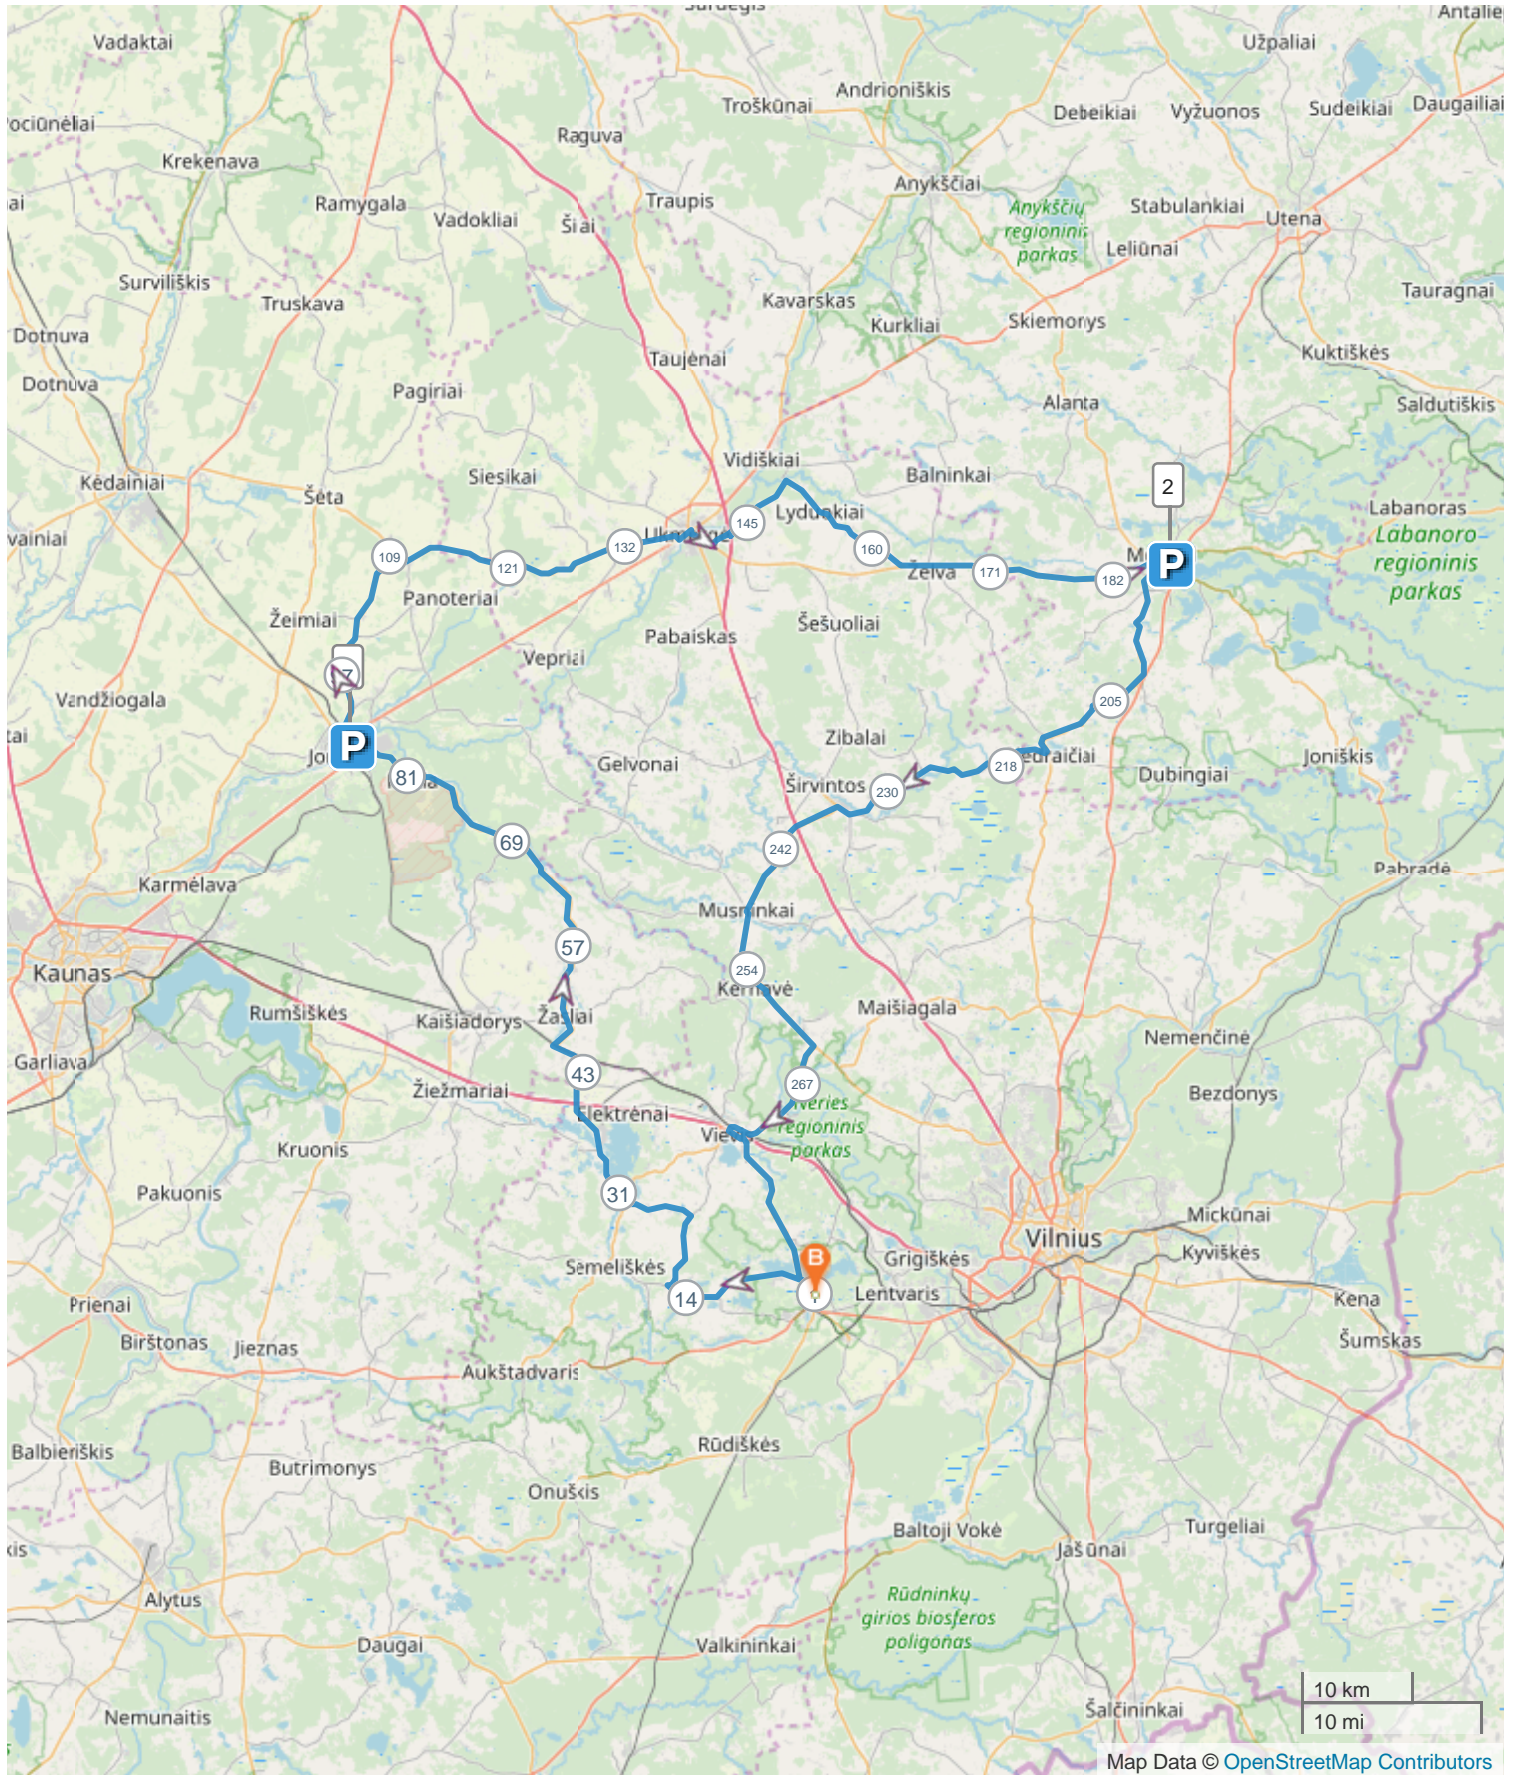 Surdegis
Antalie
Vadaktai
Užpaliai
Andrioniškis
Troškūnai
Debeikiai
Vyžuonos
Sudeikiai
Daugailiai
Raguva
Krekenava
Anykščiai
Ramygala
Vadokliai
Traupis
Anykščių
regioninis
parkas
Stabulankiai
Utena
Leliūnai
Surviliškis
Truskava
Kavarskas
Tauragnai
Kurkliai
Skiemonys
Dotnuva
Kuktiškės
Taujėnai
Dotnuva
Pagiriai
Alanta
Saldutiškis
Vidiškiai
Siesikai
Balninkai
Kėdainiai
Šėta
2
Labanoras
Labanoro
regioninis
parkas
145
132
109
121
160
171
182
P
Želva
Panoteriai
Žeimiai
Šešuoliai
Pabaiskas
Vepriai
Vandžiogala
205
P
81
Zibalai
Gelvonai
218
Joniškis
Dubingiai
Širvintos
230
69
242
Karmėlava
Pabradė
57
254
Kaunas
Rumšiškės
Kaišiadorys
Maišiagala
Nemenčinė
Garliava
43
267
Žiežmariai
Elektrėnai
Bezdonys
Neries
regioninis
parkas
Kruonis
31
Pakuonis
Mickūnai
Vilnius
Kyviškės
Semeliškės
B
Grigiškės
14
Lentvaris
Kena
Prienai
Birštonas
Jieznas
Šumskas
Aukštadvaris
Balbieriškis
Butrimonys
Rūdiškės
Onuškis
Baltoji Vokė
Turgeliai
Jašūnai
Alytus
Rūdninkų
girios biosferos
poligonas
Daugai
Valkininkai
10 km
10 mi
Nemunaitis
Šalčininkai
Map Data © OpenStreetMap Contributors